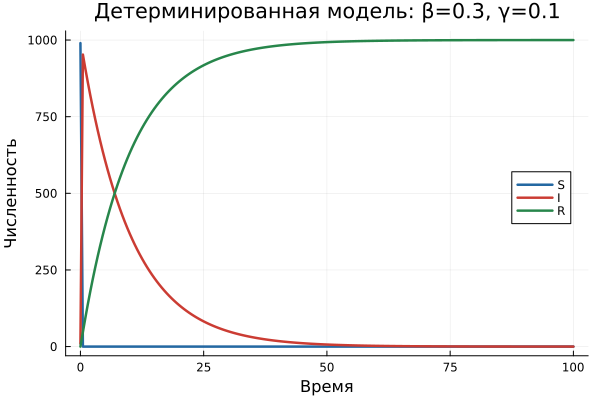 Детерминированная модель: β=0.3, γ=0.1
Численность
1000
750
500
250
0
S
I
R
0
25
50
75
100
Время